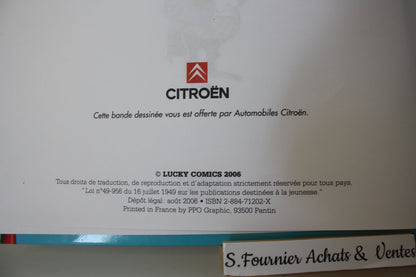 CITROËN
Cette bande dessinée vous est offerte par Automobiles Citroën.
© LUCKY COMICS 2006
Tous droits de traduction, de reproduction et d'adaptation strictement réservés pour tous pays.
"Loi n°49-956 du 16 juillet 1949 sur les publications destinées à la jeunesse."
Dépôt légal : août 2006 • ISBN 2-884-71202-X
Printed in France by PPO Graphic, 93500 Pantin
S.Fournier Achats & Ventes